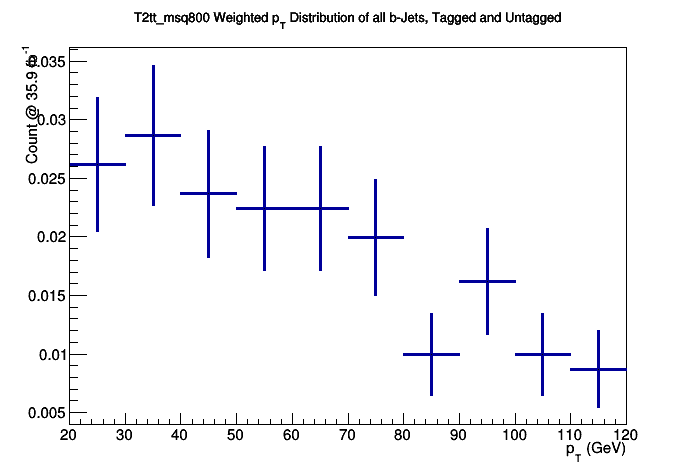 T2tt_msq800 Weighted pT Distribution of all b-Jets, Tagged and Untagged
Count @ 35.9 fb-1
0.035
0.03
0.025
0.02
0.015
0.01
0.005
20 30 40 50 60 70 80 90 100 110 120
pT (GeV)